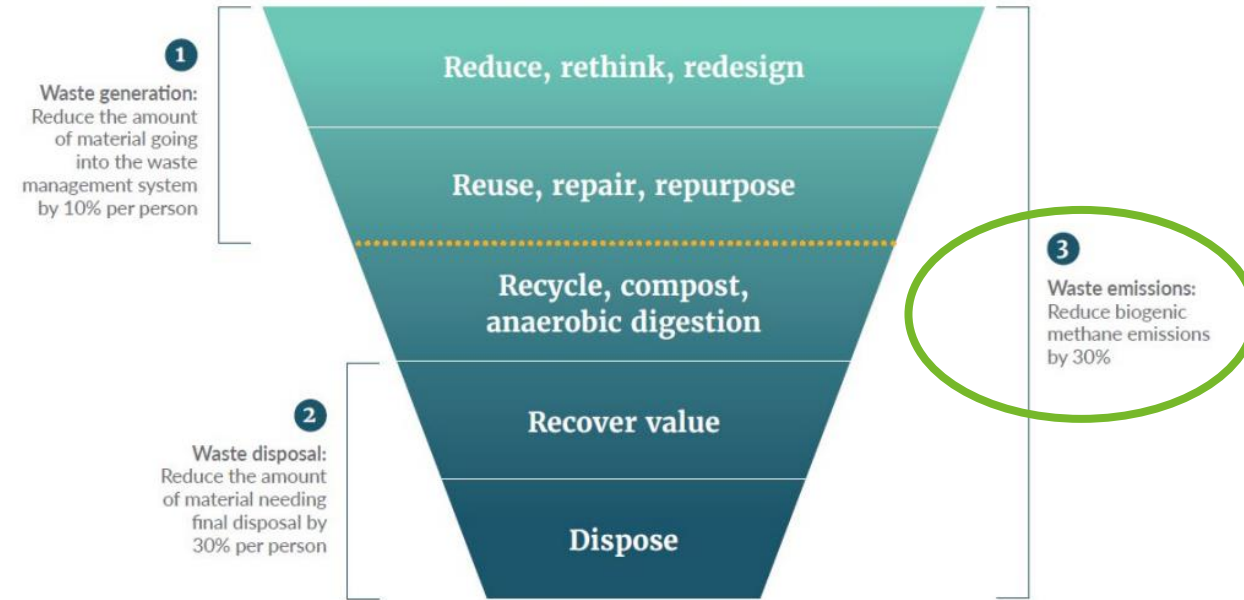 1
Waste generation:
Reduce the amount
of material going
into the waste
management system
by 10% per person
Reduce, rethink, redesign
Reuse, repair, repurpose
Recycle, compost,
anaerobic digestion
Recover value
Dispose
2
Waste disposal:
Reduce the amount
of material needing
final disposal by
30% per person
3
Waste emissions:
Reduce biogenic
methane emissions
by 30%